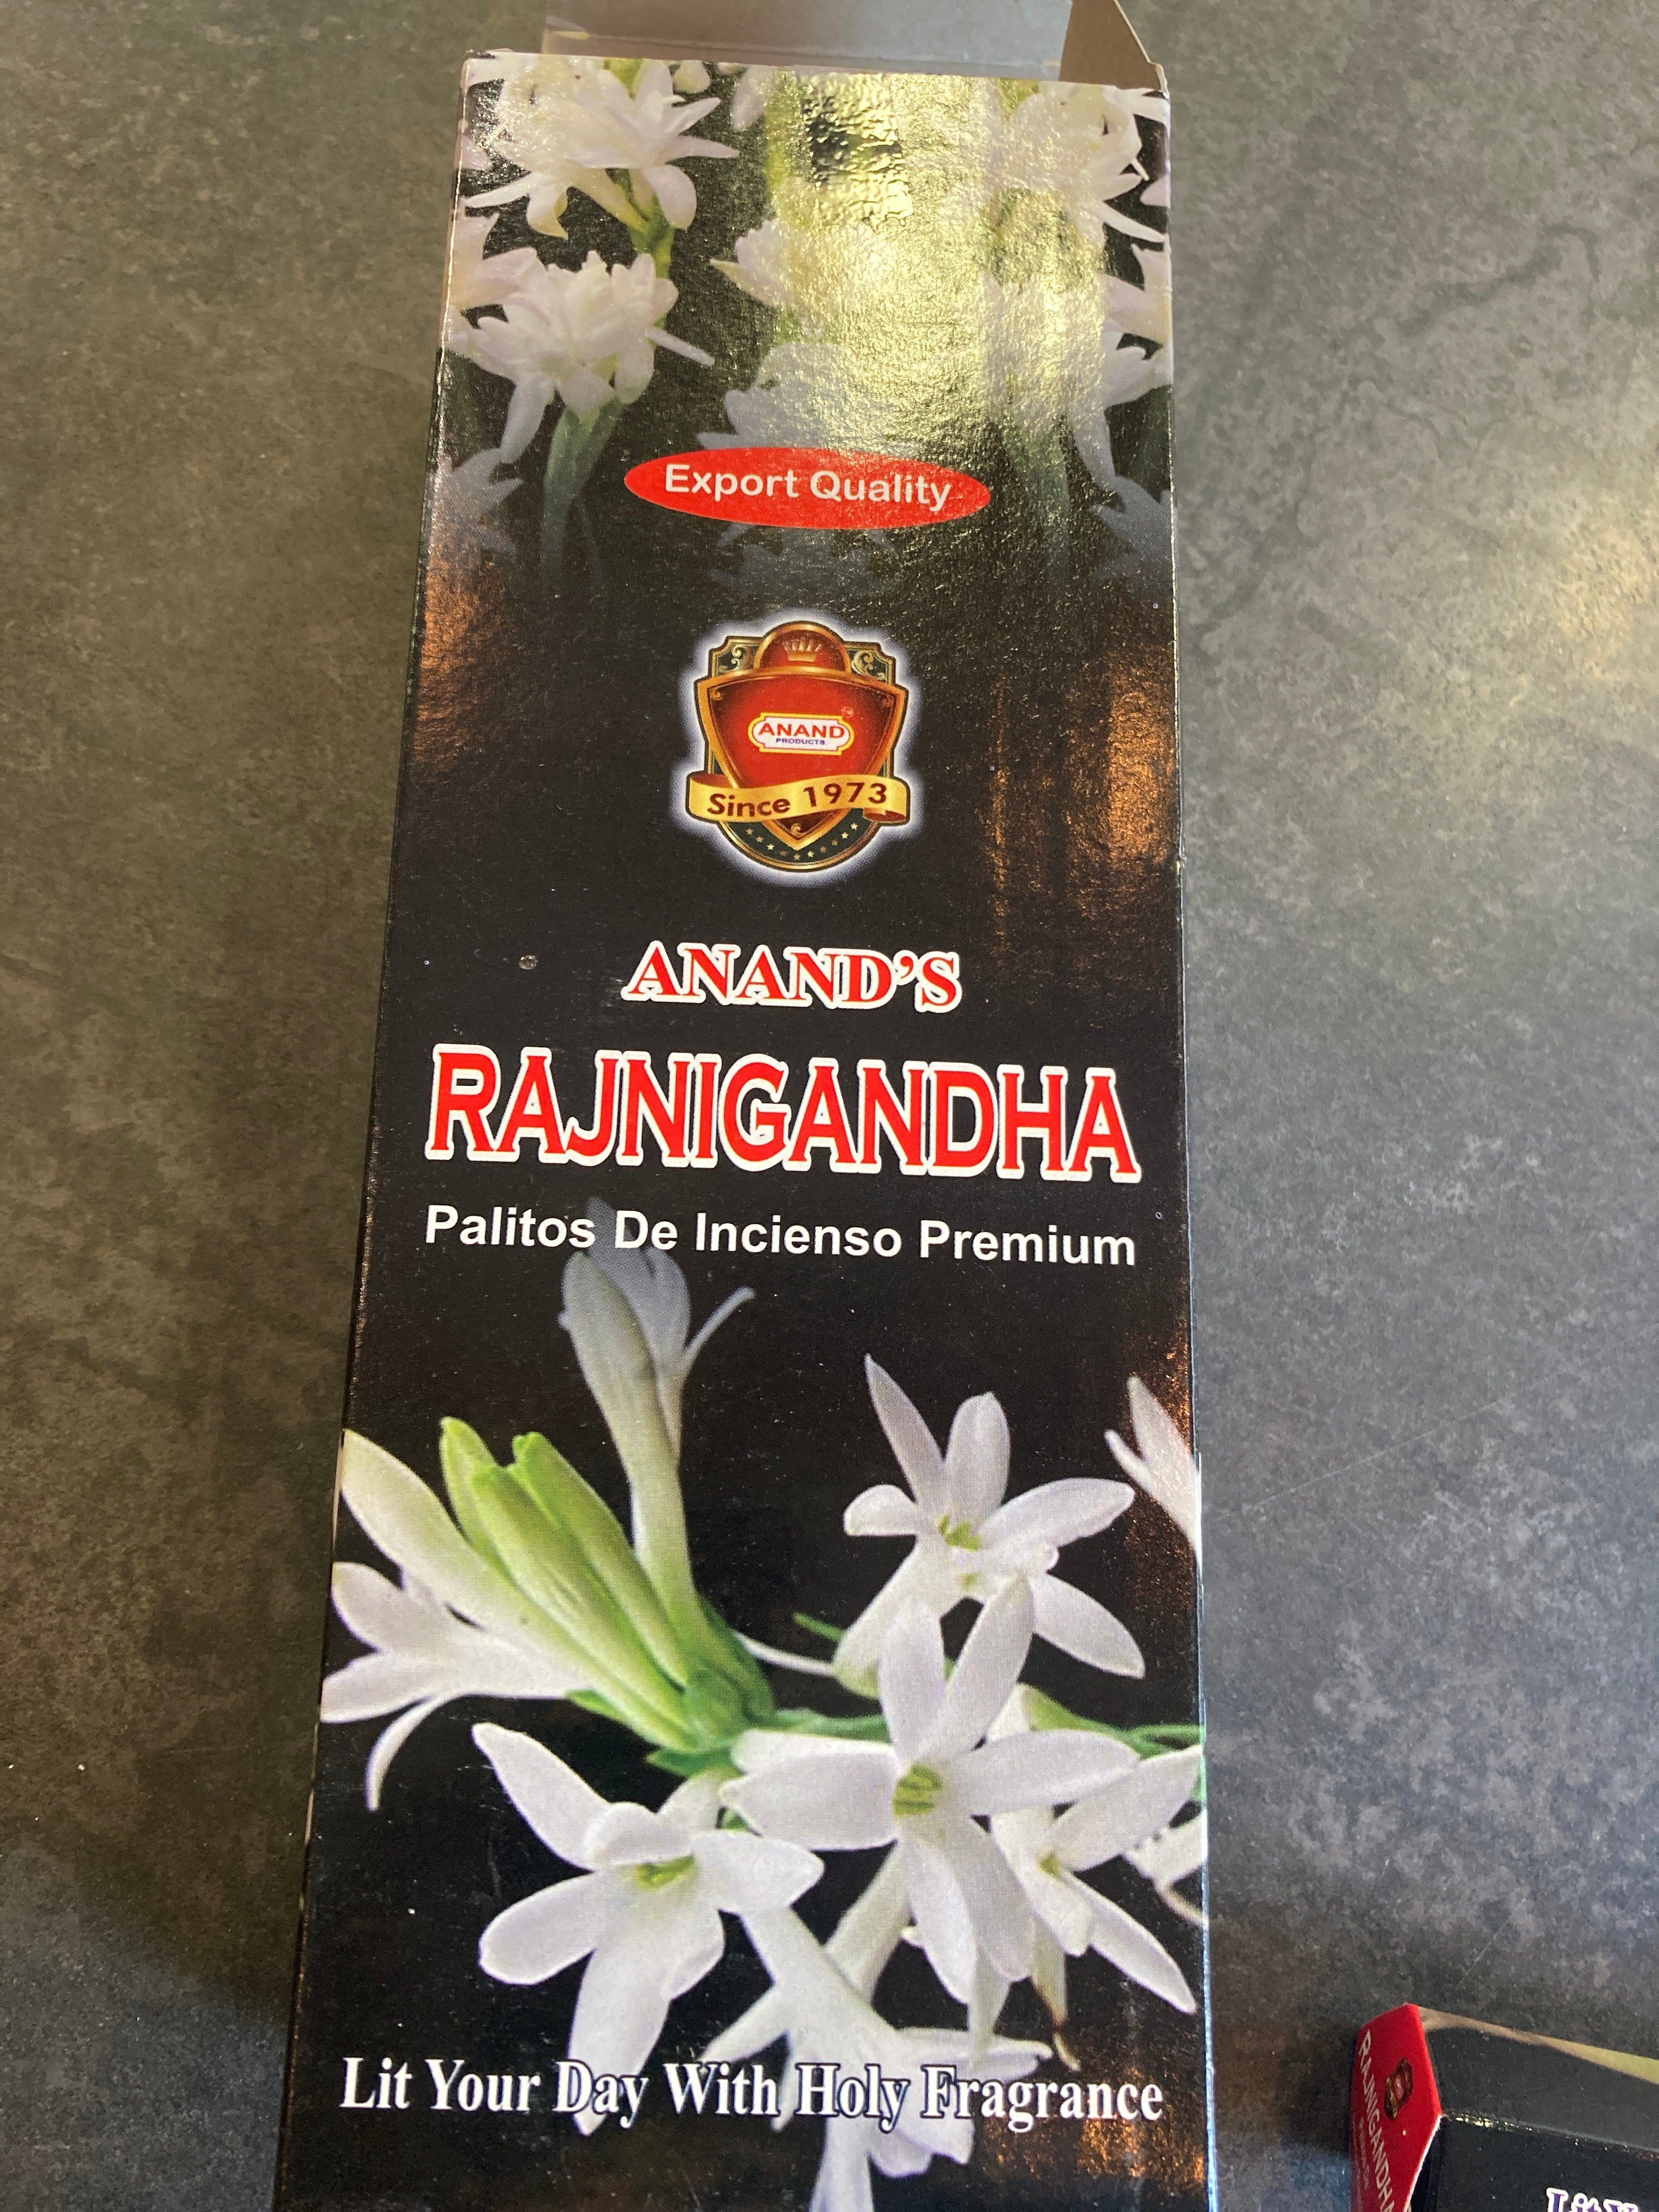 Export Quality
ANAND
PRODUCTS
Since 1973
ANAND'S
RAJNIGANDHA
Palitos De Incienso Premium
Lit Your Day With Holy Fragrance
RAJNIGANDHA